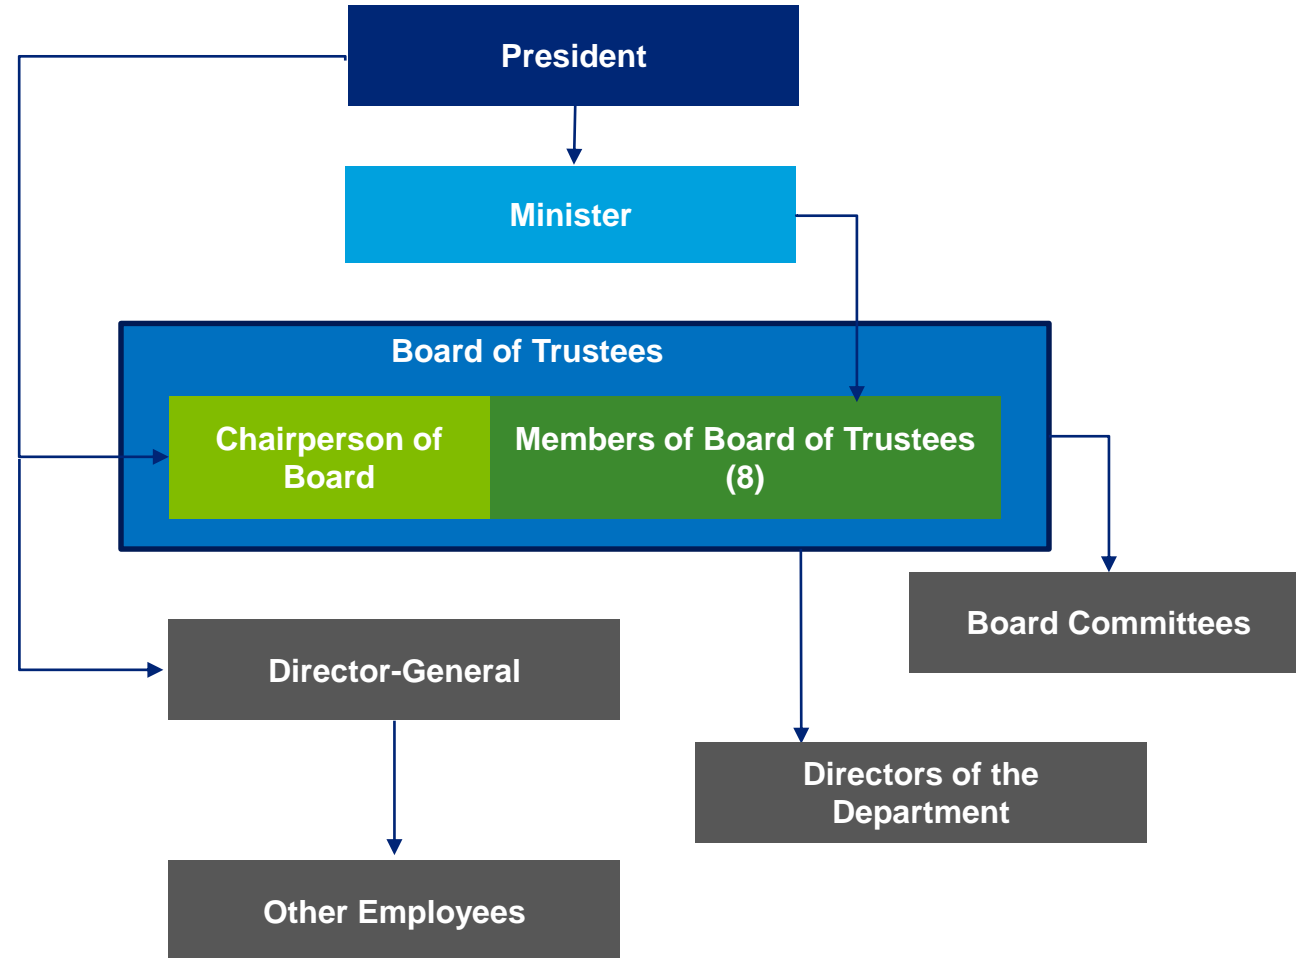 President
Minister
Board of Trustees
Chairperson of
Board
Members of Board of Trustees
(8)
Board Committees
Director-General
Directors of the
Department
Other Employees